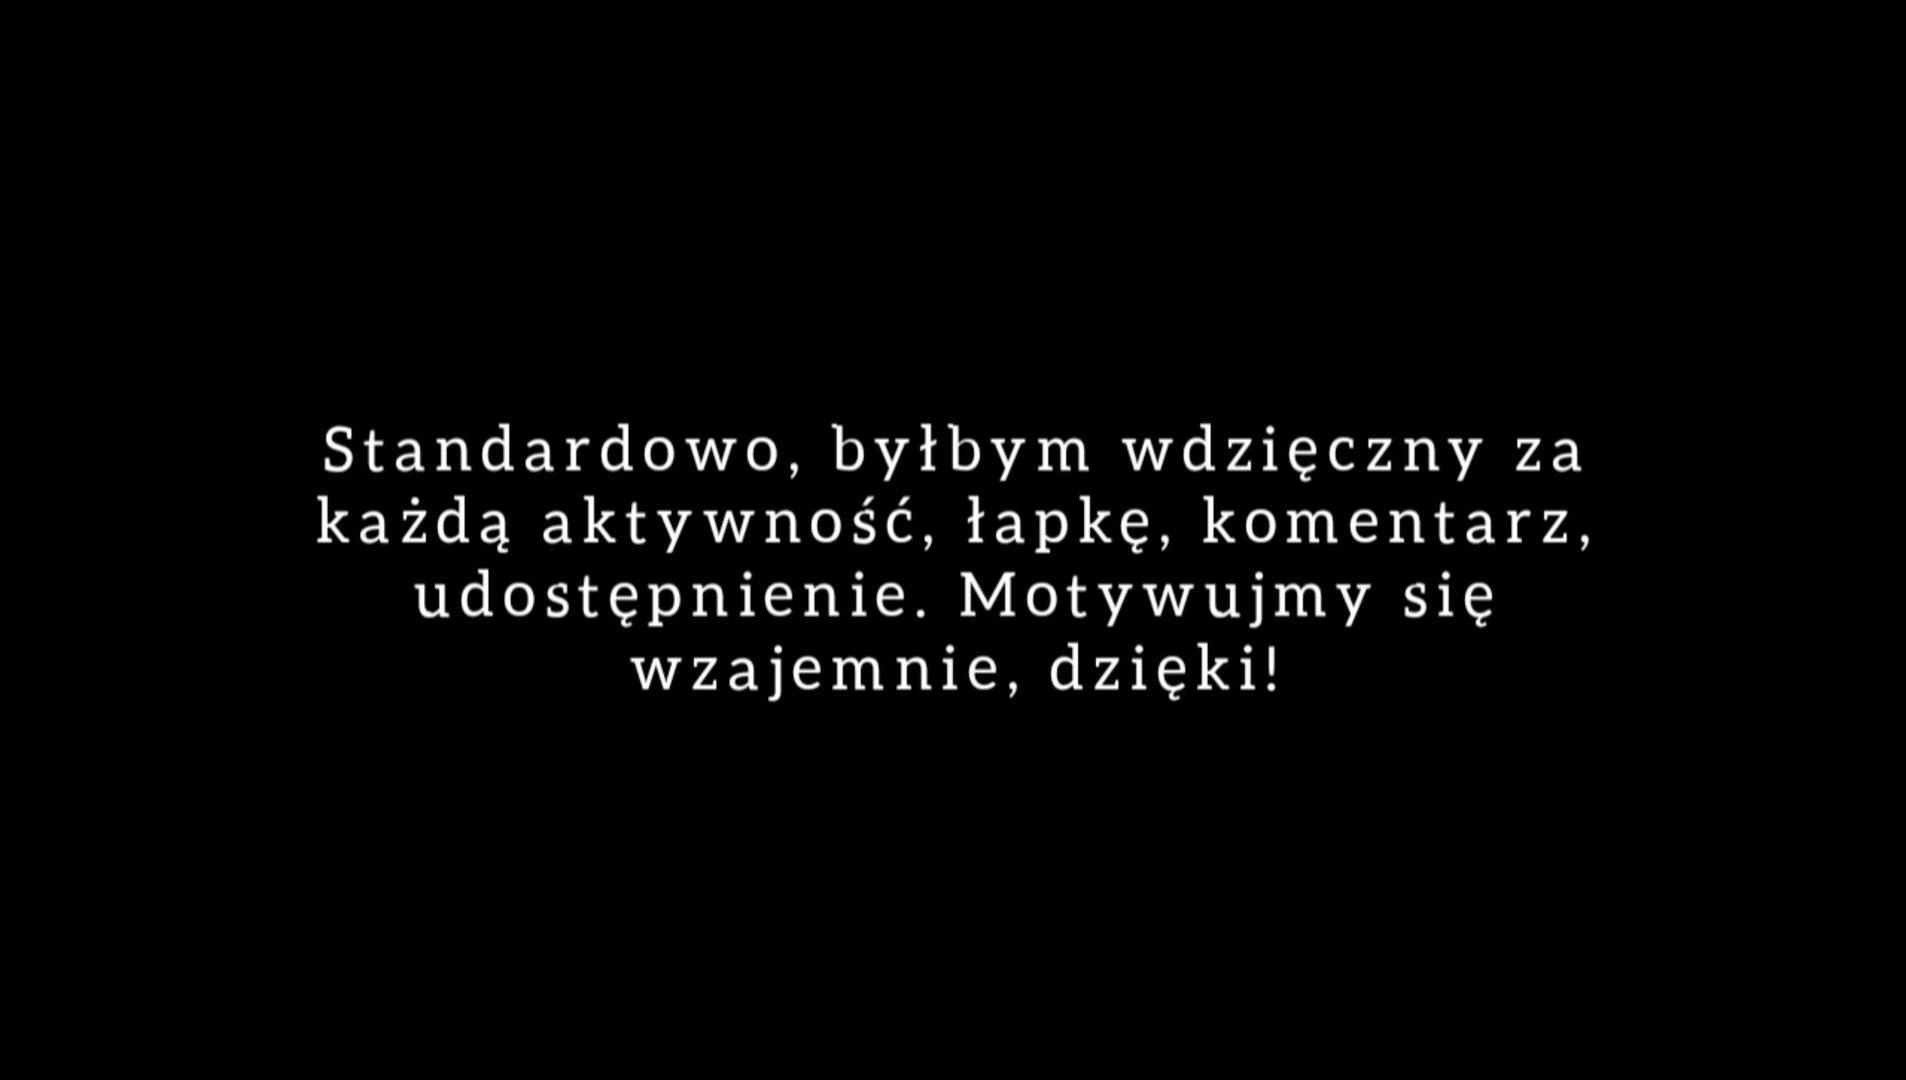 Standardowo, byłbym wdzięczny za
każdą aktywność, łapkę, komentarz,
udostępnienie. Motywujmy się
wzajemnie, dzięki!